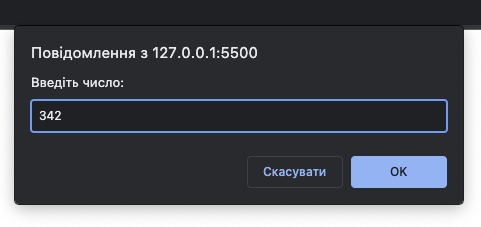 Повідомлення з 127.0.0.1:5500
Введіть число:
342
Скасувати
OK